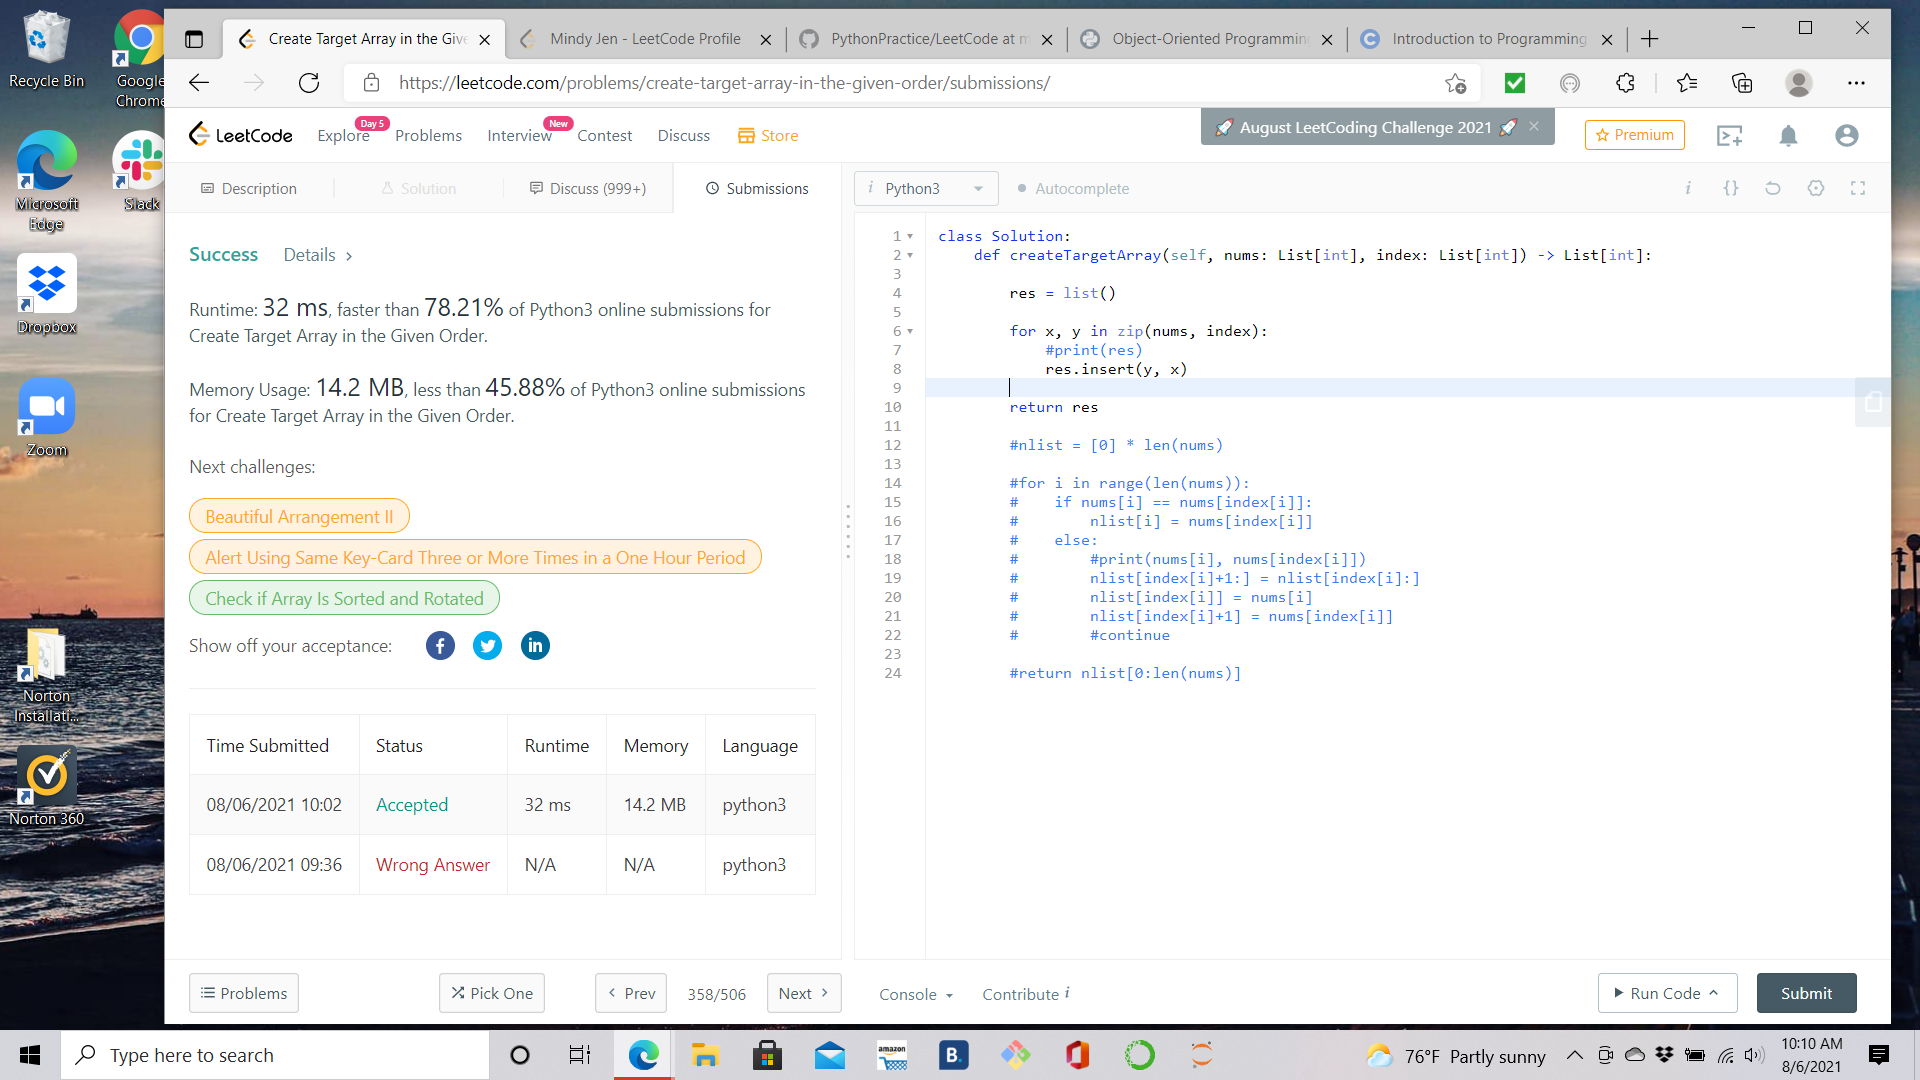 Recycle Bin
Google Chrome
Microsoft Edge
Slack
Dropbox
Zoom
Norton Installati...
Norton 360
Create Target Array in the Give
Mindy Jen - LeetCode Profile
PythonPractice/LeetCode at m
Object-Oriented Programming
Introduction to Programming
https://leetcode.com/problems/create-target-array-in-the-given-order/submissions/
LeetCode
Explore
Day 5
Problems
Interview
New
Contest
Discuss
Store
🚀 August LeetCoding Challenge 2021 🚀
Premium
Description
Solution
Discuss (999+)
Submissions
i Python3
Autocomplete
Success Details >
Runtime: 32 ms, faster than 78.21% of Python3 online submissions for
Create Target Array in the Given Order.
Memory Usage: 14.2 MB, less than 45.88% of Python3 online submissions
for Create Target Array in the Given Order.
Next challenges:
Beautiful Arrangement II
Alert Using Same Key-Card Three or More Times in a One Hour Period
Check if Array Is Sorted and Rotated
Show off your acceptance:
Time Submitted Status Runtime Memory Language
08/06/2021 10:02 Accepted 32 ms 14.2 MB python3
08/06/2021 09:36 Wrong Answer N/A N/A python3
1 class Solution:
2 def createTargetArray(self, nums: List[int], index: List[int]) -> List[int]:
3
4 res = list()
5
6 for x, y in zip(nums, index):
7 #print(res)
8 res.insert(y, x)
9
10 return res
11
12 #nlist = [0] * len(nums)
13
14 #for i in range(len(nums)):
15 # if nums[i] == nums[index[i]]:
16 # nlist[i] = nums[index[i]]
17 # else:
18 # #print(nums[i], nums[index[i]])
19 # nlist[index[i]+1:] = nlist[index[i]:]
20 # nlist[index[i]] = nums[i]
21 # nlist[index[i]+1] = nums[index[i]]
22 # #continue
23
24 #return nlist[0:len(nums)]
Problems
Pick One
< Prev
358/506
Next >
Console
Contribute i
Run Code
Submit
Type here to search
amazon
B.
76°F Partly sunny
10:10 AM
8/6/2021